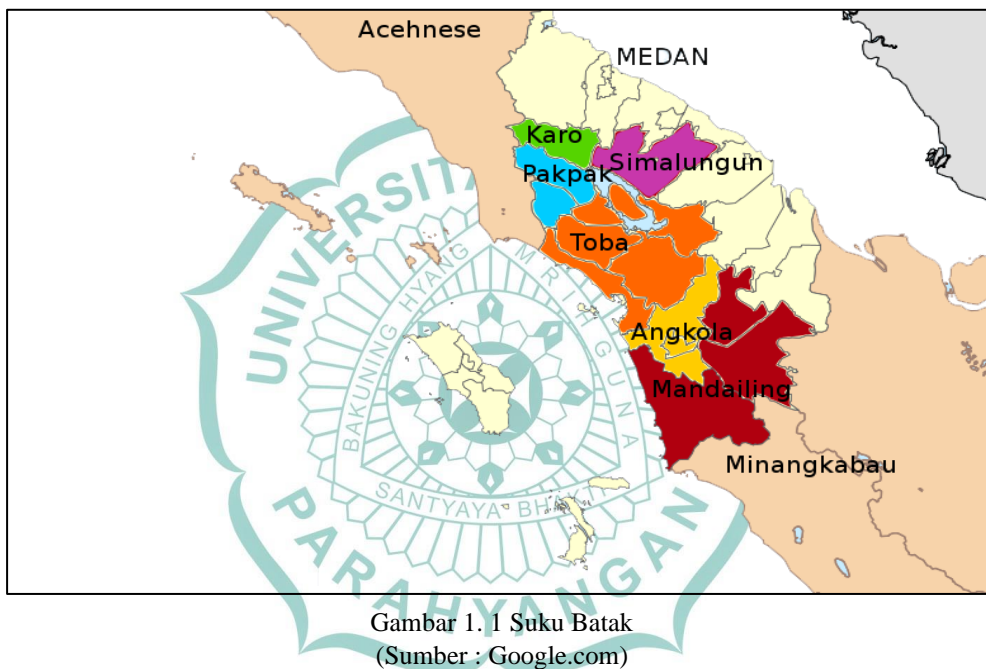 Acehnese
MEDAN
Karo
Simalungun
Pakpak
Toba
Angkola
Mandailing
Minangkabau
UNIVERSITA
BAKUNING HYANG MRIH GUNA
SANTYAYA BHAKTI
PARAHYANGAN
Gambar 1. 1 Suku Batak
(Sumber : Google.com)